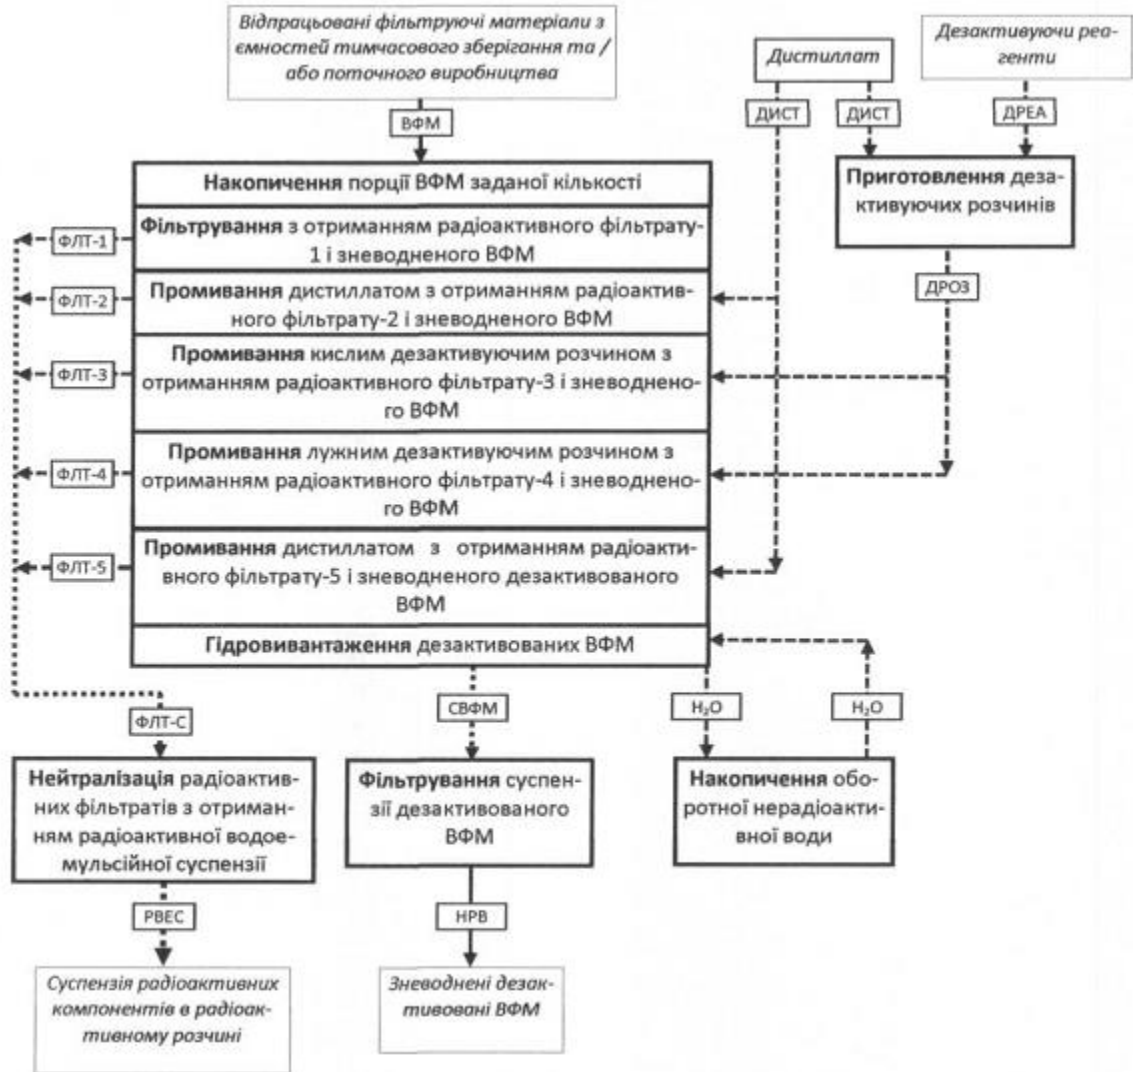 Відпрацьовані фільтруючі матеріали з
ємностей тимчасового зберігання та /
або поточного виробництва
Дистиллат
Дезактивуючи реа-
генти
ВФМ
ДИСТ
ДИСТ
ДРЕА
Накопичення порції ВФМ заданої кількості
Приготовлення деза-
ктивуючих розчинів
ФЛТ-1
Фільтрування з отриманням радіоактивного фільтрату-
1 і зневодненого ВФМ
ДРОЗ
ФЛТ-2
Промивання дистиллатом з отриманням радіоактив-
ного фільтрату-2 і зневодненого ВФМ
ФЛТ-3
Промивання кислим дезактивуючим розчином з
отриманням радіоактивного фільтрату-3 і зневоднено-
го ВФМ
ФЛТ-4
Промивання лужним дезактивуючим розчином з
отриманням радіоактивного фільтрату-4 і зневоднено-
го ВФМ
ФЛТ-5
Промивання дистиллатом з отриманням радіоакти-
вного фільтрату-5 і зневодненого дезактивованого
ВФМ
Гідровивантаження дезактивованих ВФМ
ФЛТ-С
СВФМ
H₂O
H₂O
Нейтралізація радіоактив-
них фільтратів з отриман-
ням радіоактивної водое-
мульсійної суспензії
Фільтрування суспен-
зії дезактивованого
ВФМ
Накопичення обо-
ротної нерадіоакти-
вної води
РВЕС
НРВ
Суспензія радіоактивних
компонентів в радіоак-
тивному розчині
Зневоднені дезак-
тивовані ВФМ